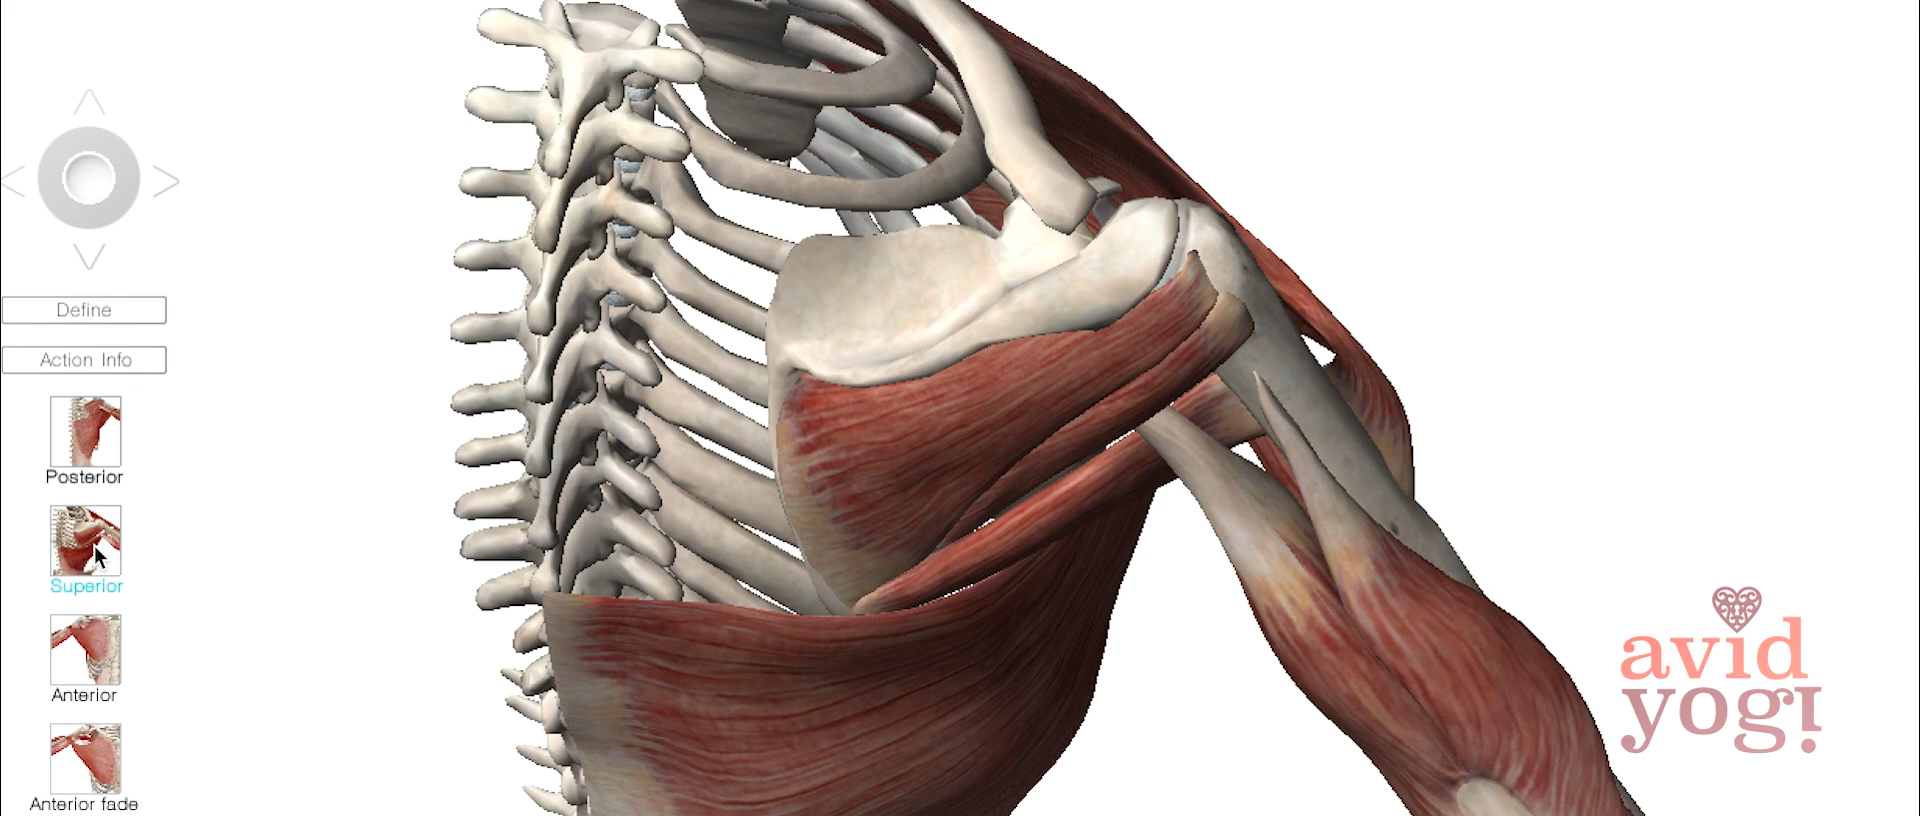 Define
Action Info
Posterior
Superior
Anterior
Anterior fade
avid
yogi